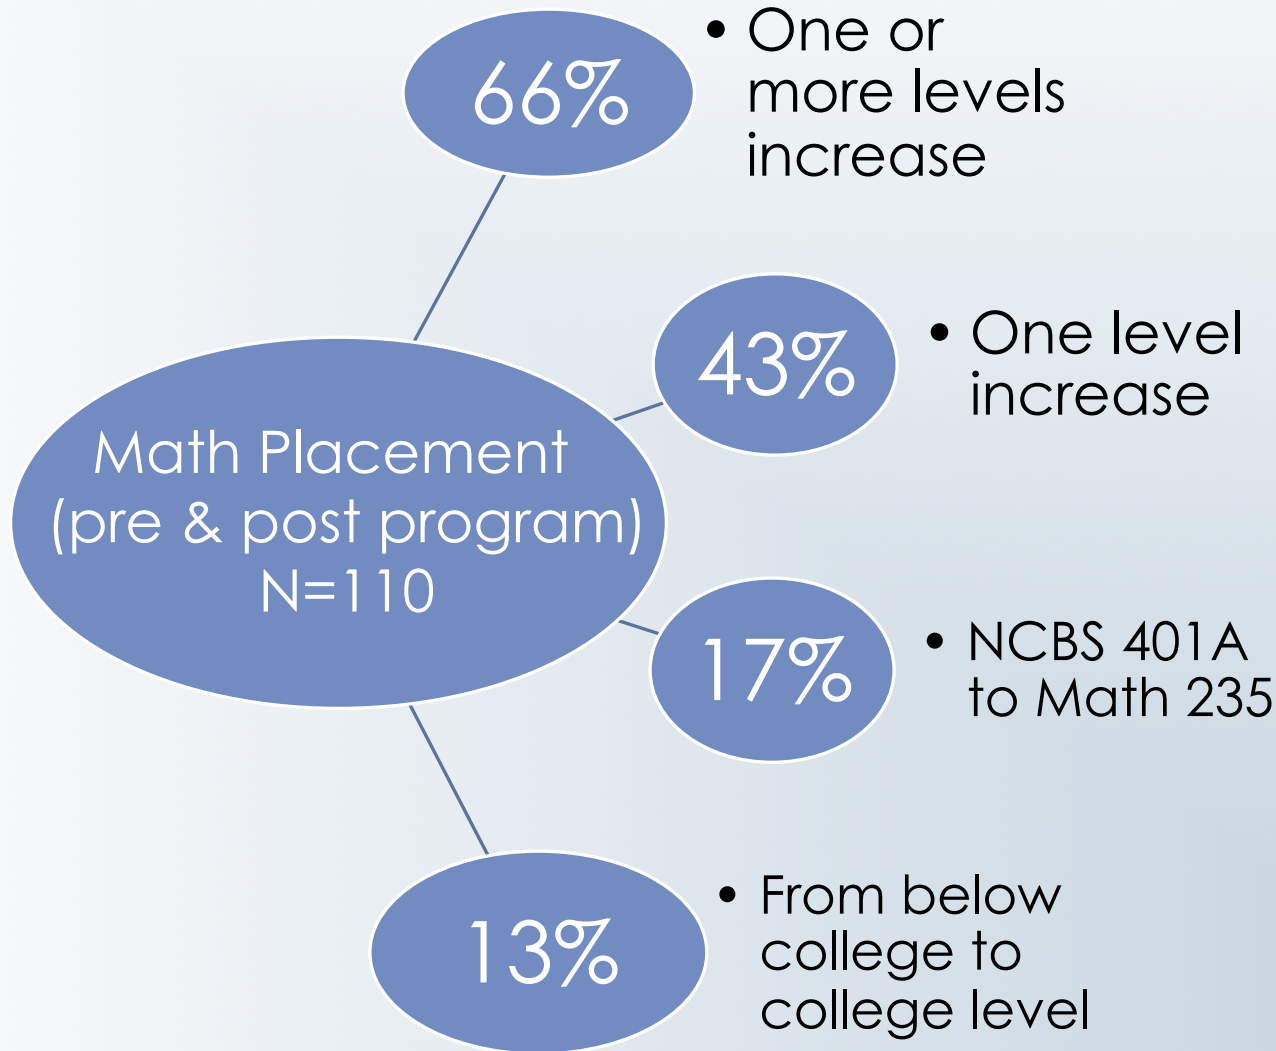 66%
• One or
more levels
increase
43%
• One level
increase
Math Placement
(pre & post program)
N=110
17%
• NCBS 401A
to Math 235
13%
• From below
college to
college level